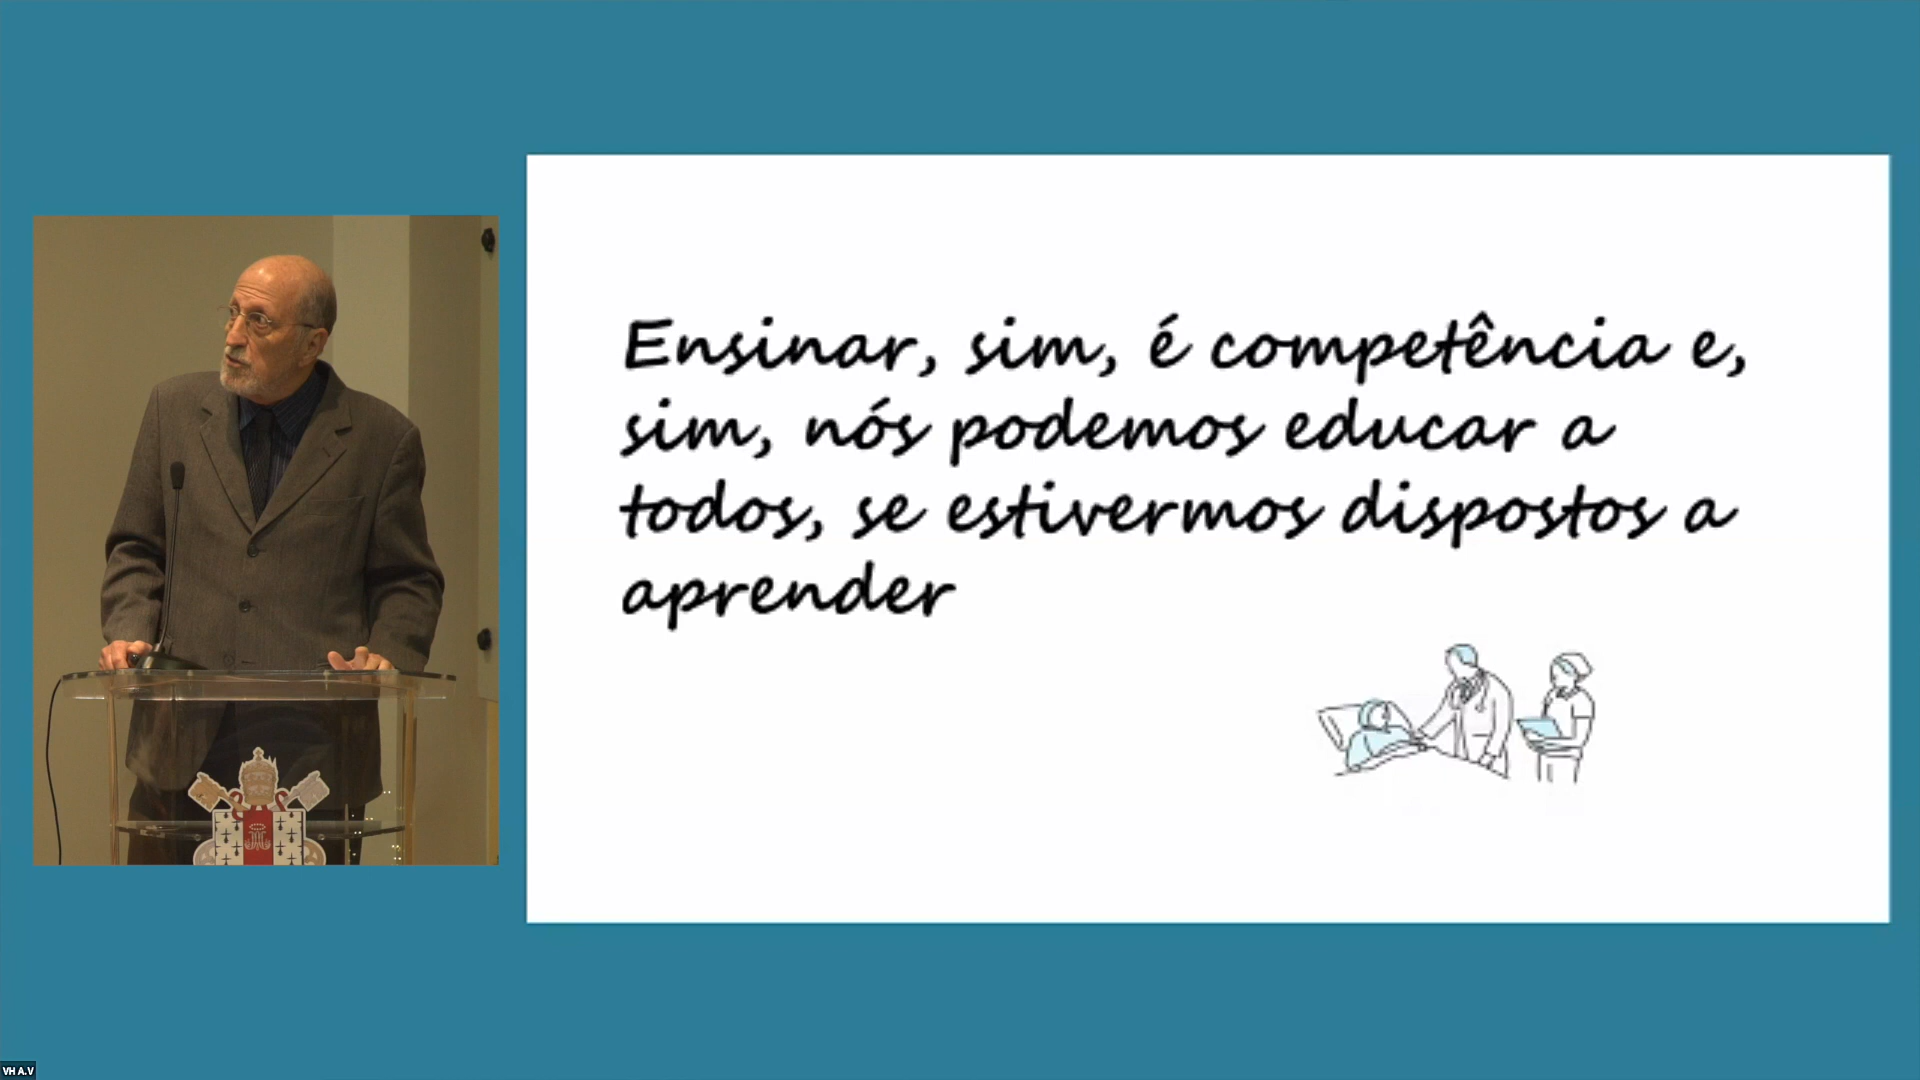 Ensinar, sim, é competência e,
sim, nós podemos educar a
todos, se estivermos dispostos a
aprender
VH A.V